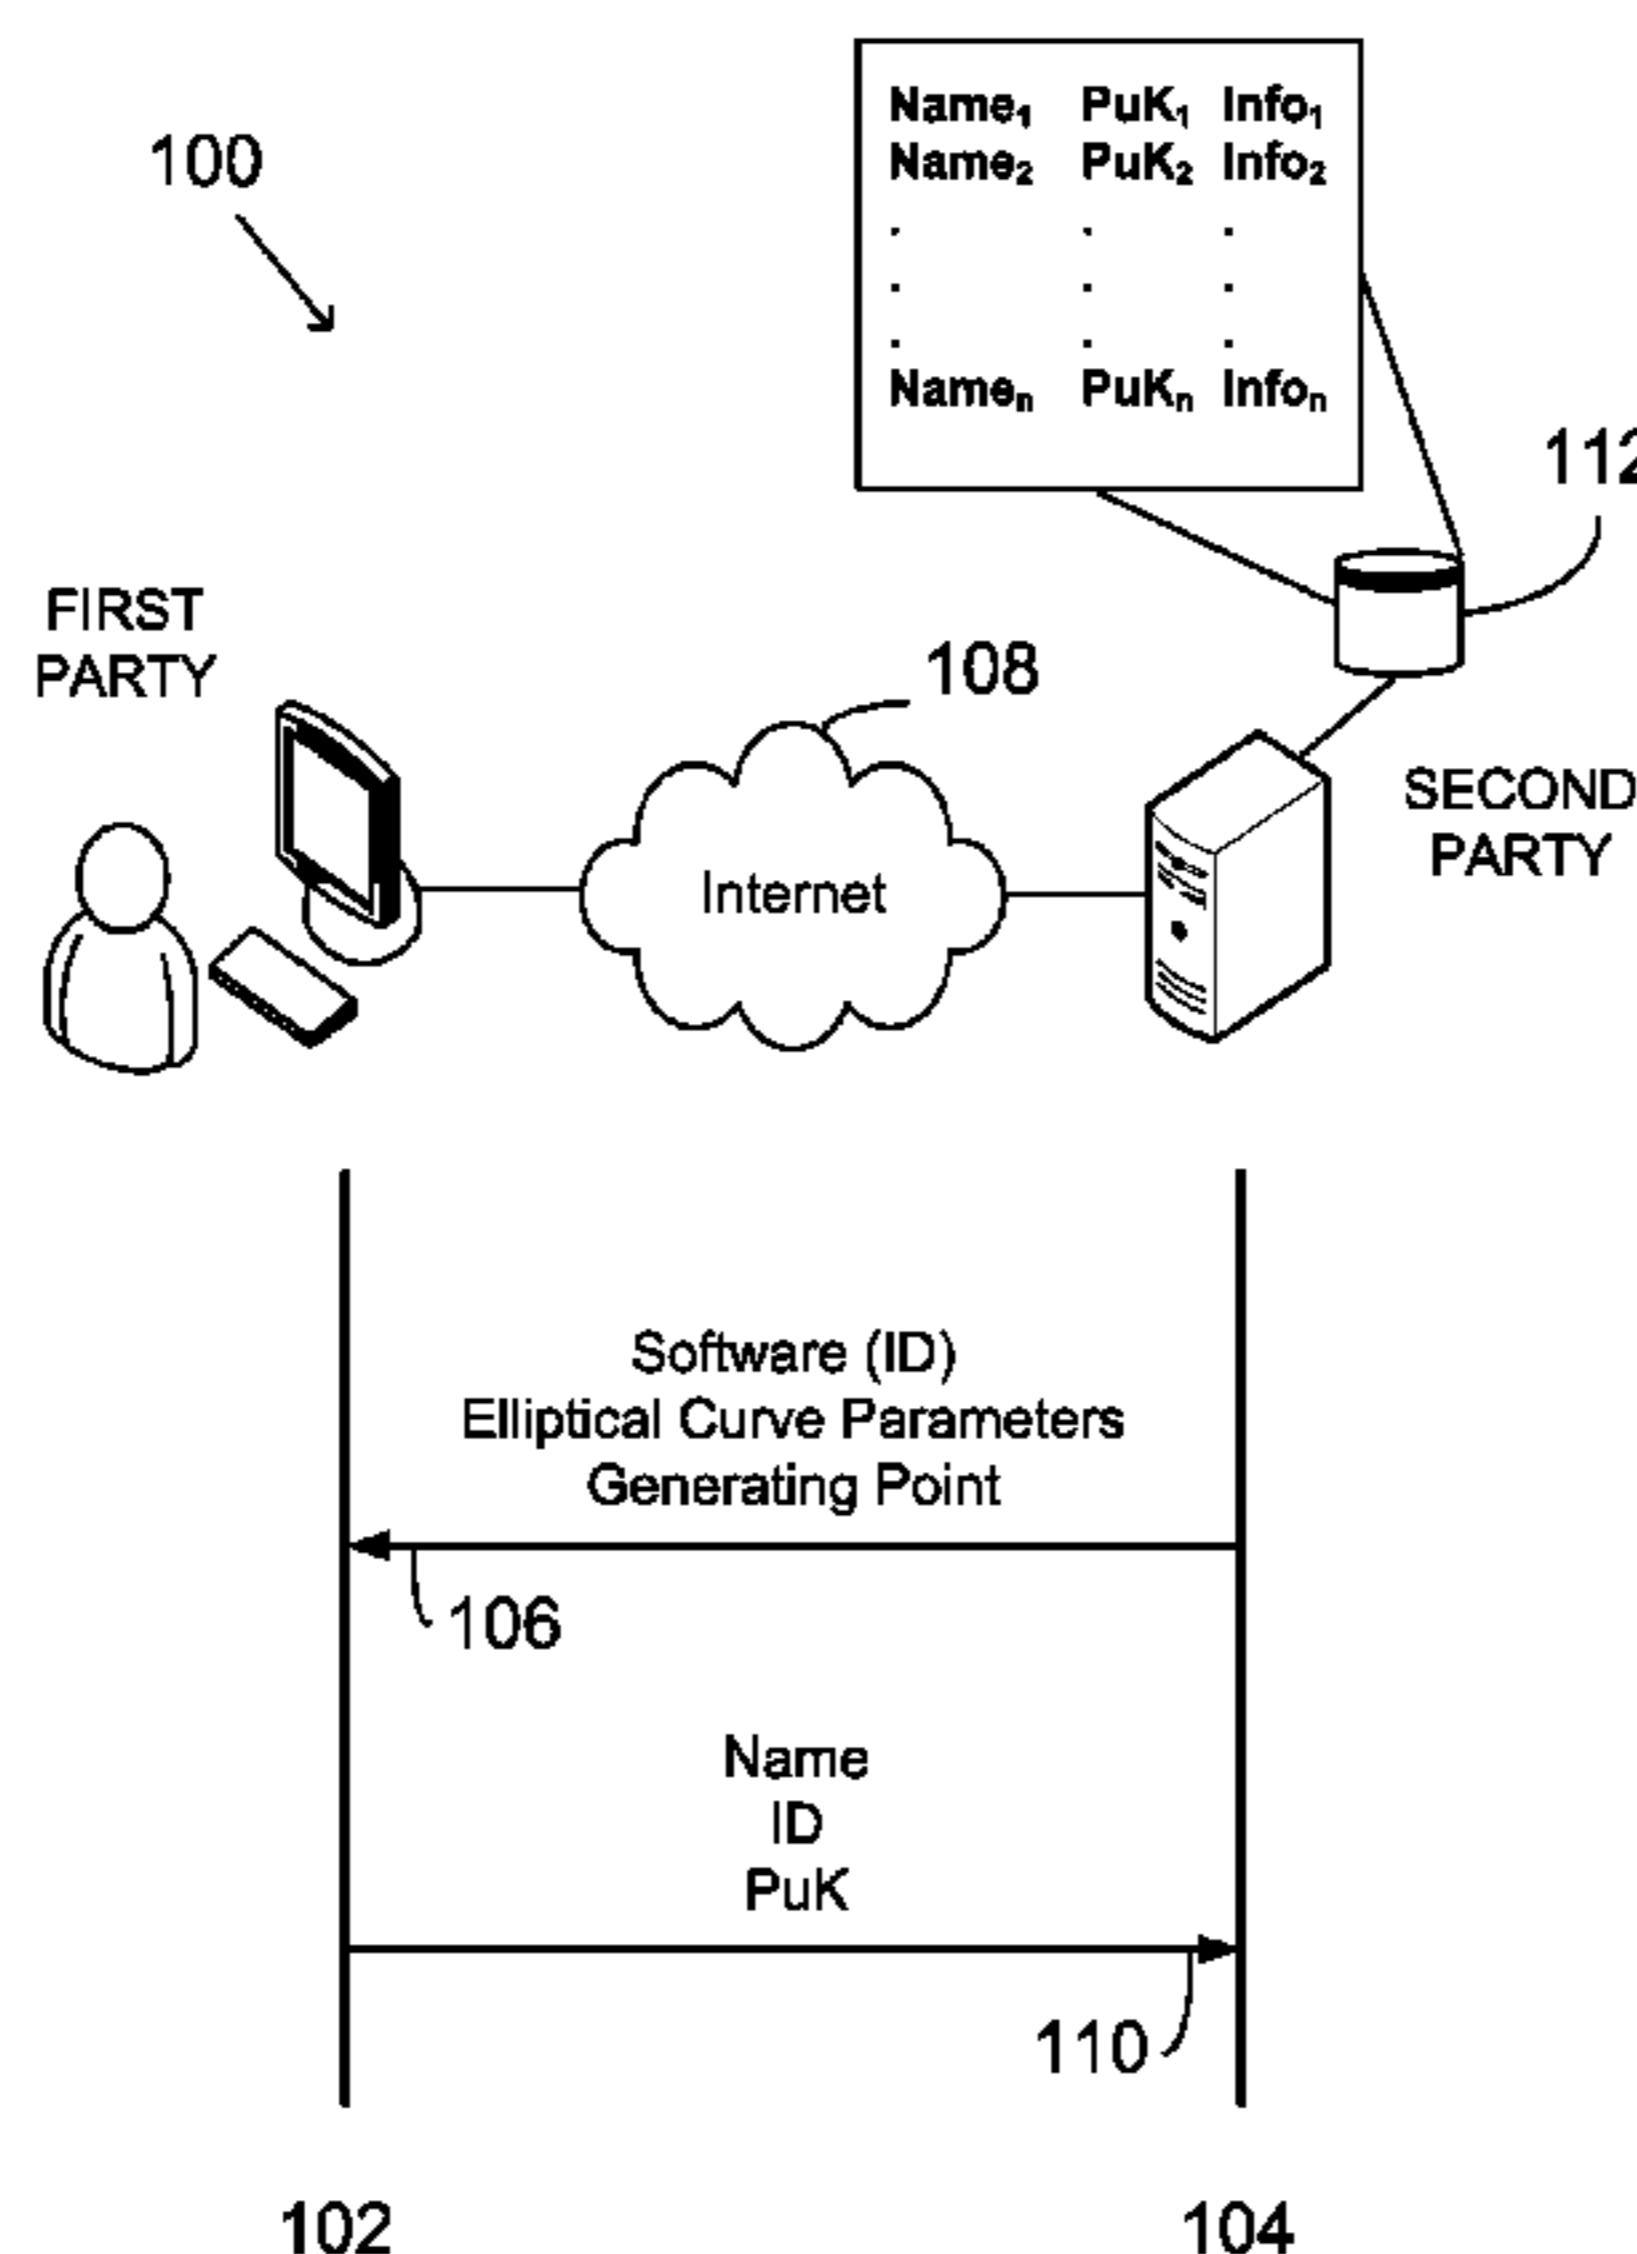 Name₁ PuK₁ Info₁
Name₂ PuK₂ Info₂
. . .
. . .
. . .
Nameₙ PuKₙ Infoₙ
100
112
FIRST
PARTY
108
SECOND
PARTY
Internet
Software (ID)
Elliptical Curve Parameters
Generating Point
106
Name
ID
PuK
110
102
104